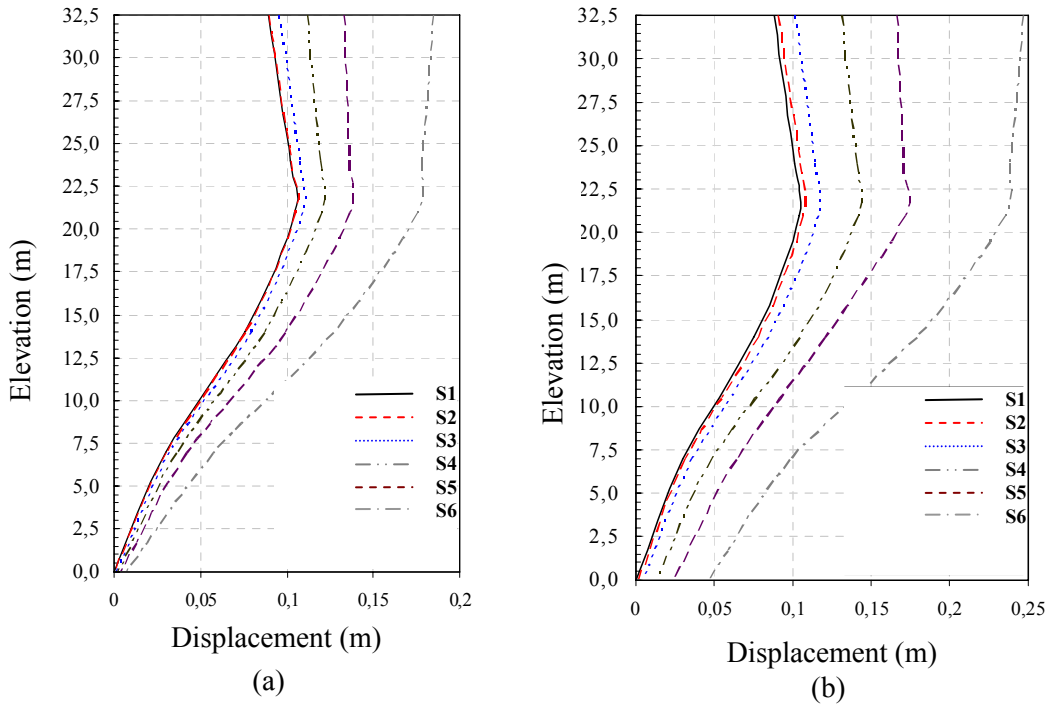 32,5
30,0
27,5
25,0
22,5
20,0
17,5
15,0
12,5
10,0
7,5
5,0
2,5
0,0
Elevation (m)
S1
S2
S3
S4
S5
S6
0 0,05 0,1 0,15 0,2
Displacement (m)
(a)
32,5
30,0
27,5
25,0
22,5
20,0
17,5
15,0
12,5
10,0
7,5
5,0
2,5
0,0
Elevation (m)
S1
S2
S3
S4
S5
S6
0 0,05 0,1 0,15 0,2 0,25
Displacement (m)
(b)